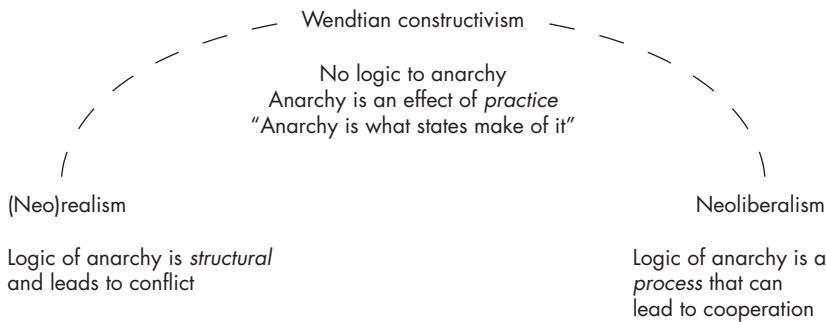 Wendtian constructivism
No logic to anarchy
Anarchy is an effect of practice
“Anarchy is what states make of it”
(Neo)realism
Logic of anarchy is structural
and leads to conflict
Neoliberalism
Logic of anarchy is a
process that can
lead to cooperation